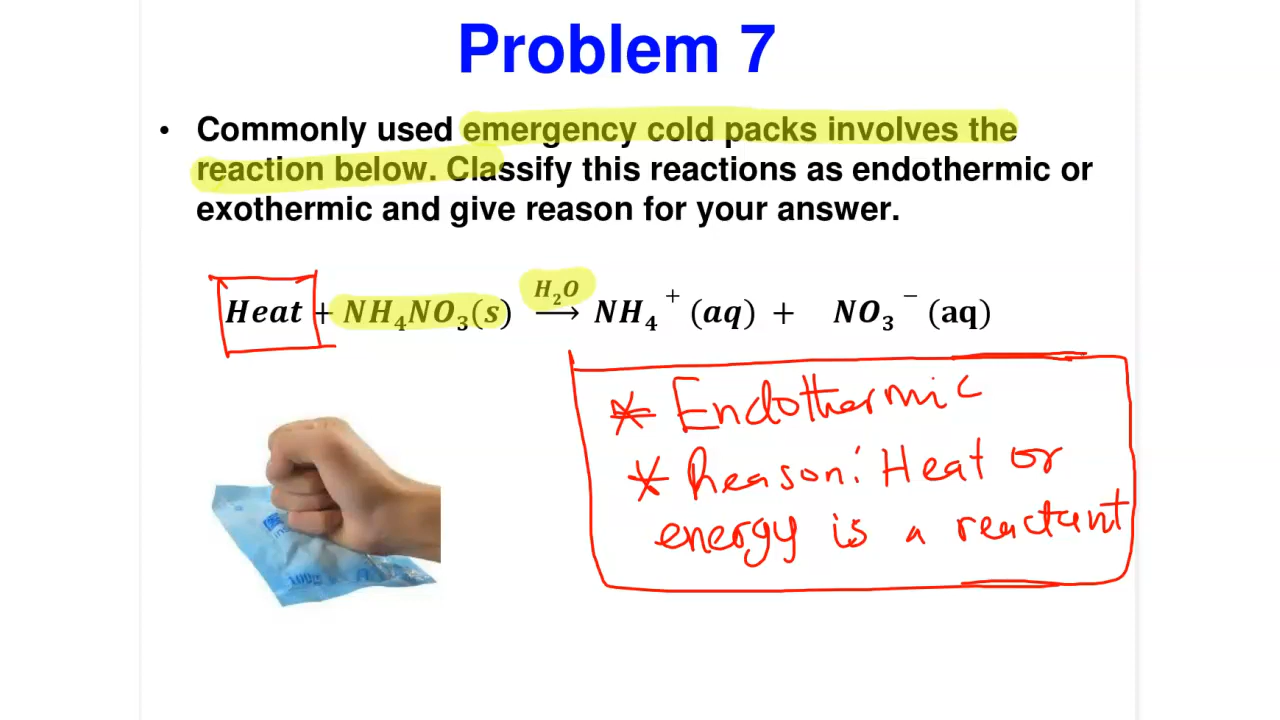 Problem 7
• Commonly used emergency cold packs involves the
reaction below. Classify this reactions as endothermic or
exothermic and give reason for your answer.
Heat + NH₄NO₃(s) H₂O⟶ NH₄⁺(aq) + NO₃⁻(aq)
* Endothermic
* Reason: Heat or
energy is a reactant
100g